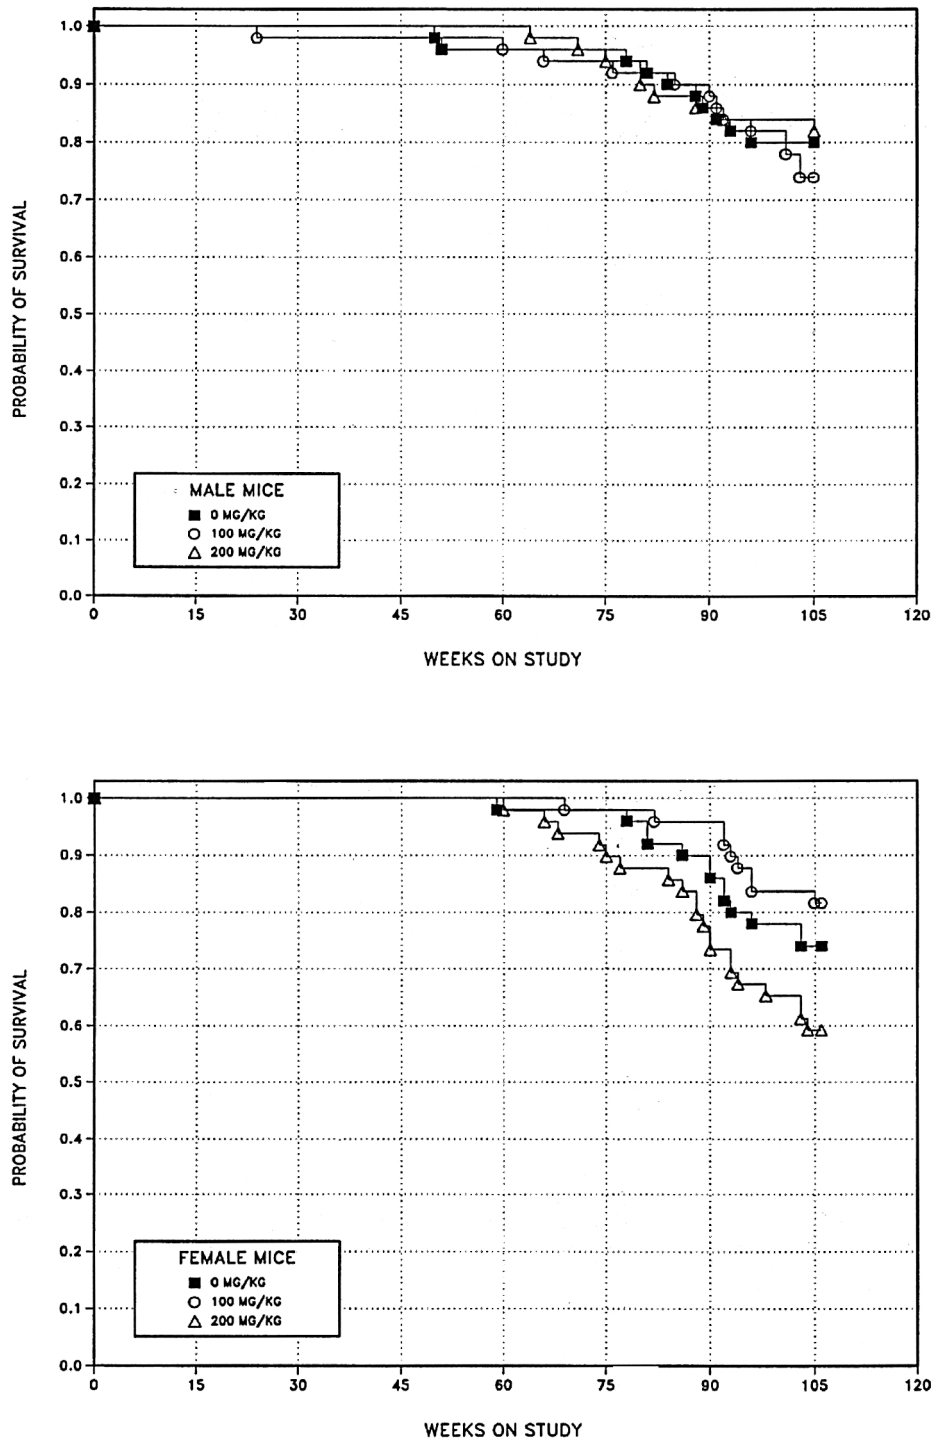 1.0
0.9
0.8
0.7
0.6
0.5
0.4
0.3
0.2
0.1
0.0
PROBABILITY OF SURVIVAL
MALE MICE
0 MG/KG
100 MG/KG
200 MG/KG
0 15 30 45 60 75 90 105 120
WEEKS ON STUDY
1.0
0.9
0.8
0.7
0.6
0.5
0.4
0.3
0.2
0.1
0.0
PROBABILITY OF SURVIVAL
FEMALE MICE
0 MG/KG
100 MG/KG
200 MG/KG
0 15 30 45 60 75 90 105 120
WEEKS ON STUDY